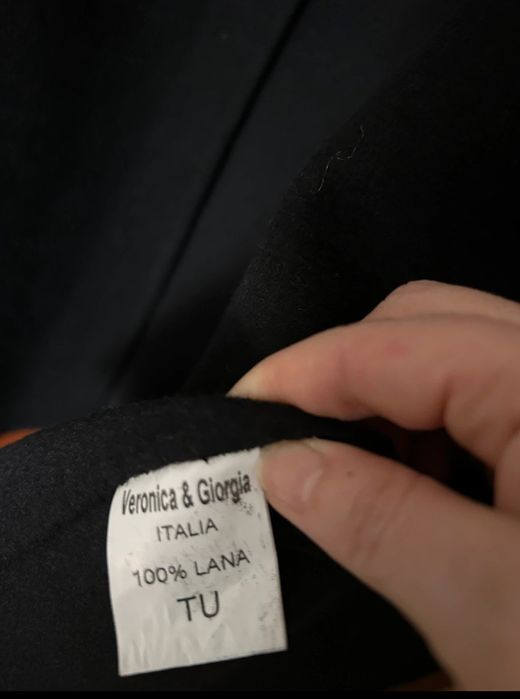 Veronica & Giorgia
ITALIA
100% LANA
TU